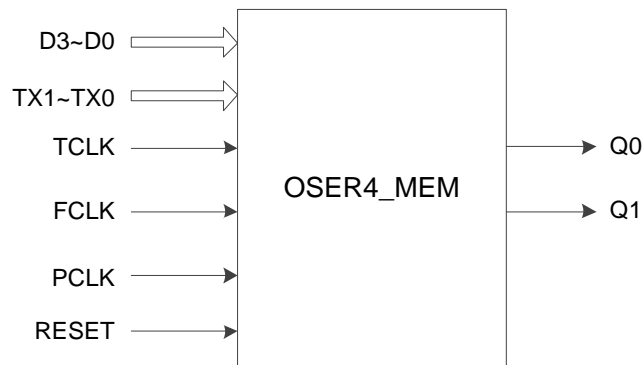 D3~D0
TX1~TX0
TCLK
FCLK
PCLK
RESET
OSER4_MEM
Q0
Q1